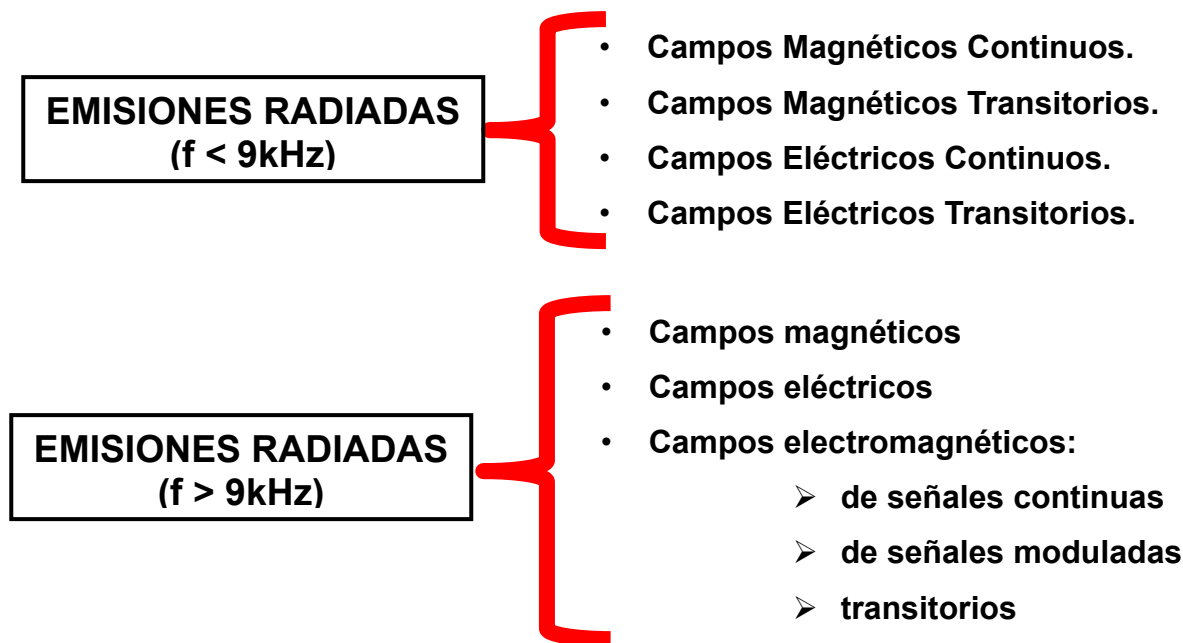 EMISIONES RADIADAS
(f < 9kHz)
• Campos Magnéticos Continuos.
• Campos Magnéticos Transitorios.
• Campos Eléctricos Continuos.
• Campos Eléctricos Transitorios.
EMISIONES RADIADAS
(f > 9kHz)
• Campos magnéticos
• Campos eléctricos
• Campos electromagnéticos:
➢ de señales continuas
➢ de señales moduladas
➢ transitorios